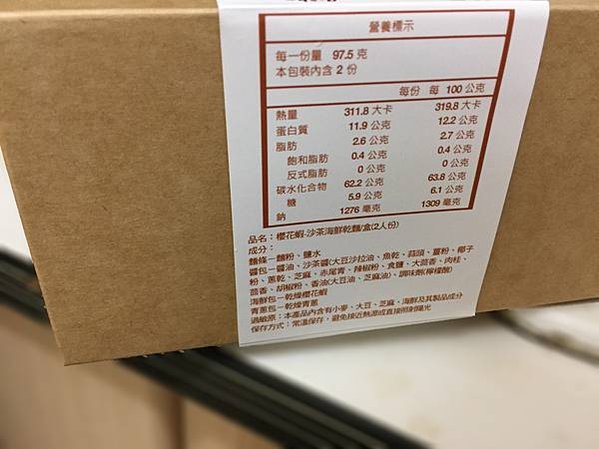 營養標示
每一份量 97.5 克
本包裝內含 2 份
每份 每 100 公克
熱量 311.8 大卡 319.8 大卡
蛋白質 11.9 公克 12.2 公克
脂肪 2.6 公克 2.7 公克
飽和脂肪 0.4 公克 0.4 公克
反式脂肪 0 公克 0 公克
碳水化合物 62.2 公克 63.8 公克
糖 5.9 公克 6.1 公克
鈉 1276 毫克 1309 毫克
品名：櫻花蝦-沙茶海鮮乾麵/盒(2人份)
成分：
麵條—麵粉、鹽水
醬包—醬油、沙茶醬(大豆沙拉油、魚乾、蒜頭、薑粉、椰子
粉、蔥乾、芝麻、赤尾青、辣椒粉、食鹽、大茴香、肉桂、
茴香、胡椒粉、香油(大豆油、芝麻油)、調味劑(檸檬酸)
海鮮包—乾燥櫻花蝦
青蔥包—乾燥青蔥
過敏原：本產品內含有小麥、大豆、芝麻、海鮮及其製品成分
保存方式：常溫保存，避免接近熱源或直接照射陽光